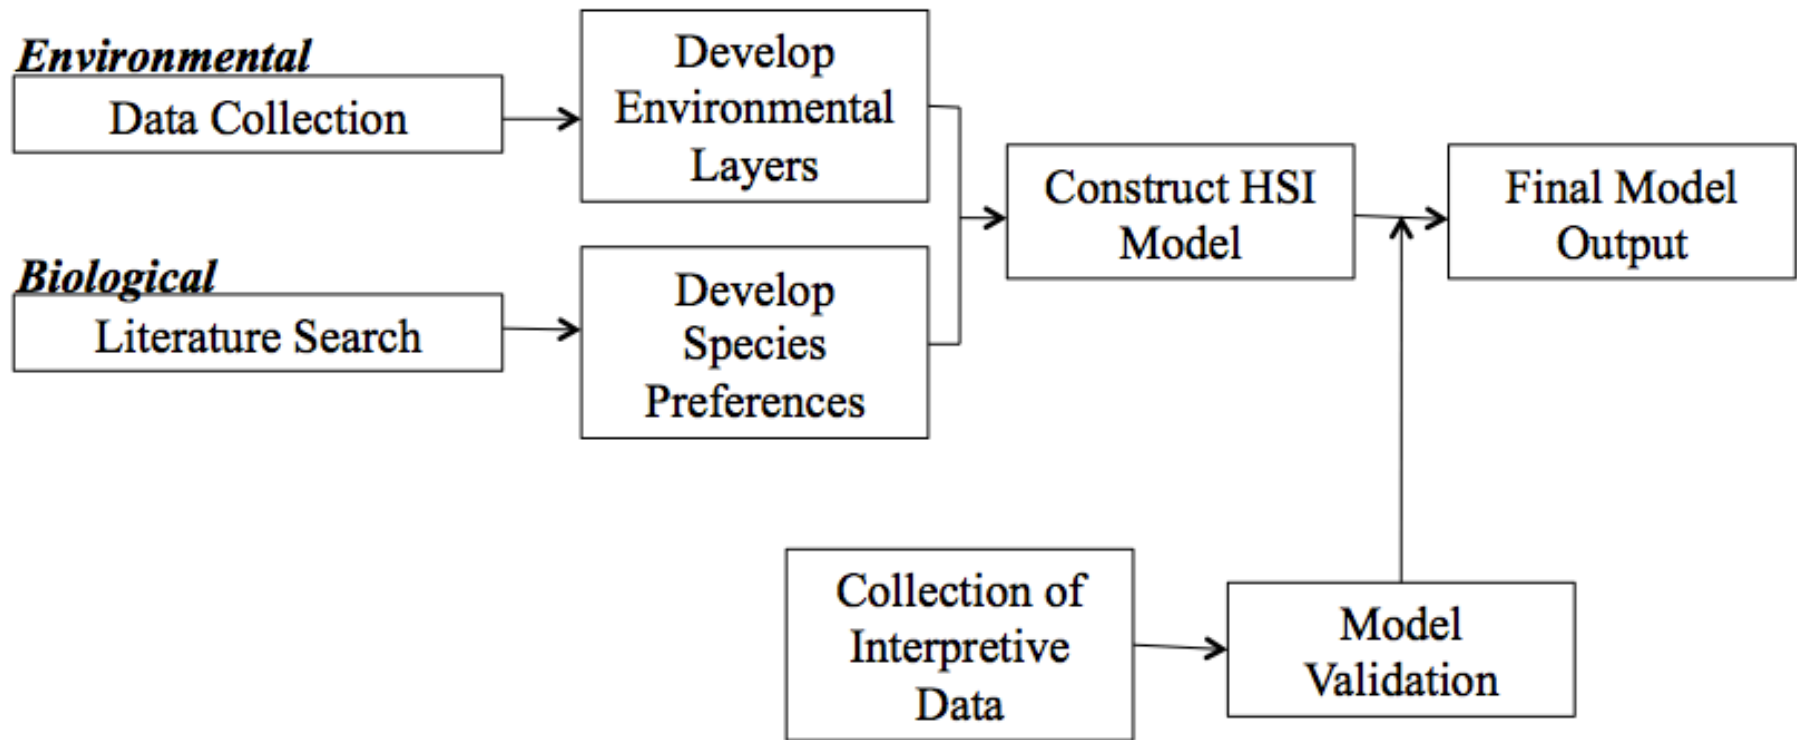 Environmental
Data Collection
Develop
Environmental
Layers
Biological
Literature Search
Develop
Species
Preferences
Construct HSI
Model
Final Model
Output
Collection of
Interpretive
Data
Model
Validation